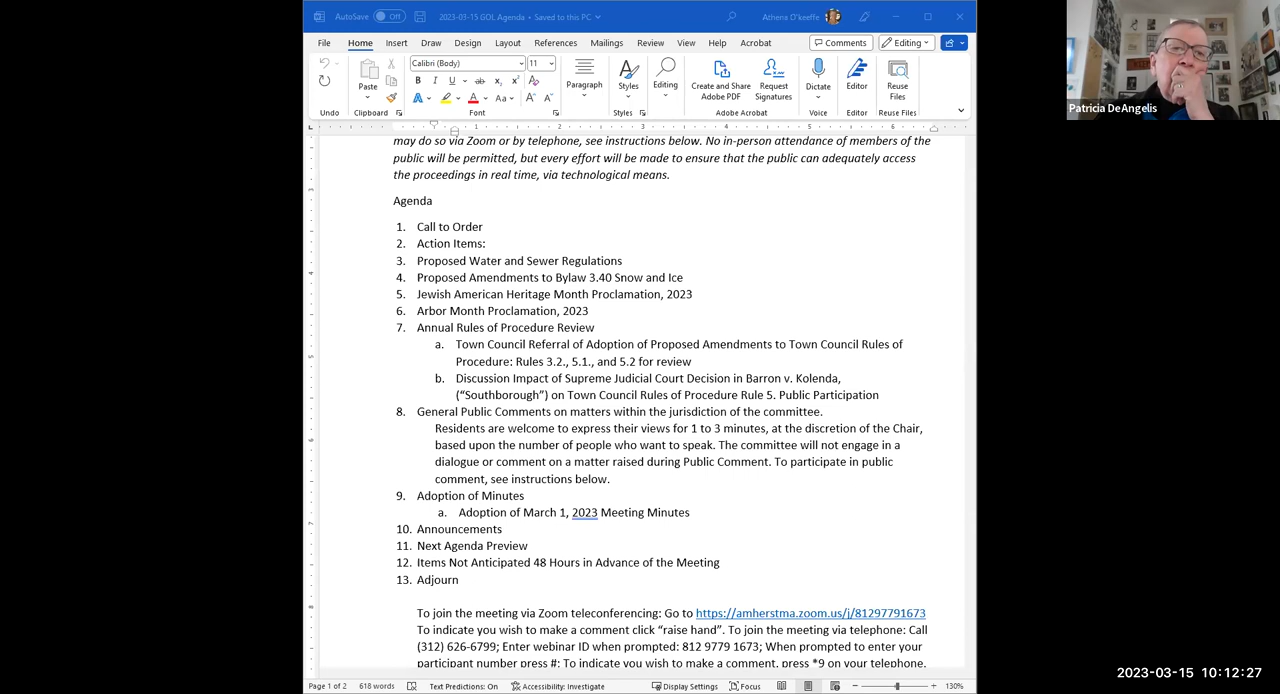 AutoSave Off 2023-03-15 GOL Agenda • Saved to this PC Athena O'keeffe
File Home Insert Draw Design Layout References Mailings Review View Help Acrobat Comments Editing
Calibri (Body) 11
Paste Paragraph Styles Editing Create and Share Adobe PDF Request Signatures Dictate Editor Reuse Files
Undo Clipboard Font Styles Adobe Acrobat Voice Editor Reuse Files
Patricia DeAngelis
may do so via Zoom or by telephone, see instructions below. No in-person attendance of members of the
public will be permitted, but every effort will be made to ensure that the public can adequately access
the proceedings in real time, via technological means.
Agenda
1. Call to Order
2. Action Items:
3. Proposed Water and Sewer Regulations
4. Proposed Amendments to Bylaw 3.40 Snow and Ice
5. Jewish American Heritage Month Proclamation, 2023
6. Arbor Month Proclamation, 2023
7. Annual Rules of Procedure Review
a. Town Council Referral of Adoption of Proposed Amendments to Town Council Rules of
Procedure: Rules 3.2., 5.1., and 5.2 for review
b. Discussion Impact of Supreme Judicial Court Decision in Barron v. Kolenda,
("Southborough") on Town Council Rules of Procedure Rule 5. Public Participation
8. General Public Comments on matters within the jurisdiction of the committee.
Residents are welcome to express their views for 1 to 3 minutes, at the discretion of the Chair,
based upon the number of people who want to speak. The committee will not engage in a
dialogue or comment on a matter raised during Public Comment. To participate in public
comment, see instructions below.
9. Adoption of Minutes
a. Adoption of March 1, 2023 Meeting Minutes
10. Announcements
11. Next Agenda Preview
12. Items Not Anticipated 48 Hours in Advance of the Meeting
13. Adjourn
To join the meeting via Zoom teleconferencing: Go to https://amherstma.zoom.us/j/81297791673
To indicate you wish to make a comment click “raise hand”. To join the meeting via telephone: Call
(312) 626-6799; Enter webinar ID when prompted: 812 9779 1673; When prompted to enter your
participant number press #: To indicate you wish to make a comment, press *9 on your telephone.
Page 1 of 2 618 words Text Predictions: On Accessibility: Investigate Display Settings Focus 130%
2023-03-15 10:12:27